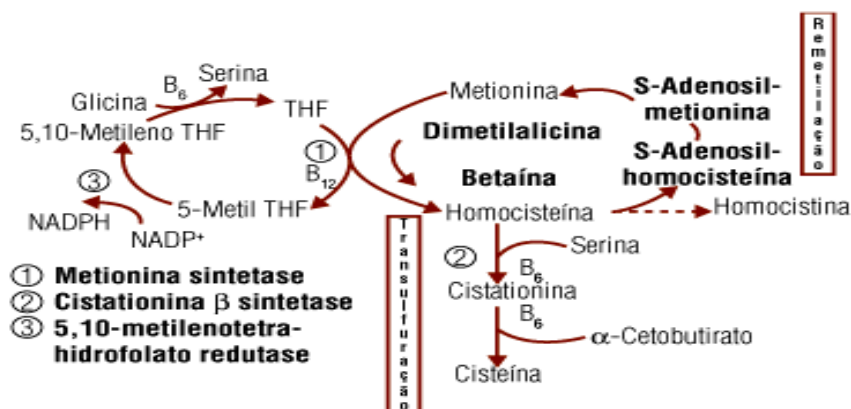 Serina
B6
Glicina
THF
5,10-Metileno THF
1
B12
3
5-Metil THF
NADPH
NADP+
Metionina
S-Adenosil-
metionina
Dimetilalicina
S-Adenosil-
homocisteína
Betaína
Homocisteína
Homocistina
Remetilação
Transulfuração
2
Serina
B6
Cistationina
B6
α-Cetobutirato
Cisteína
1 Metionina sintetase
2 Cistationina β sintetase
3 5,10-metilenotetra-
hidrofolato redutase